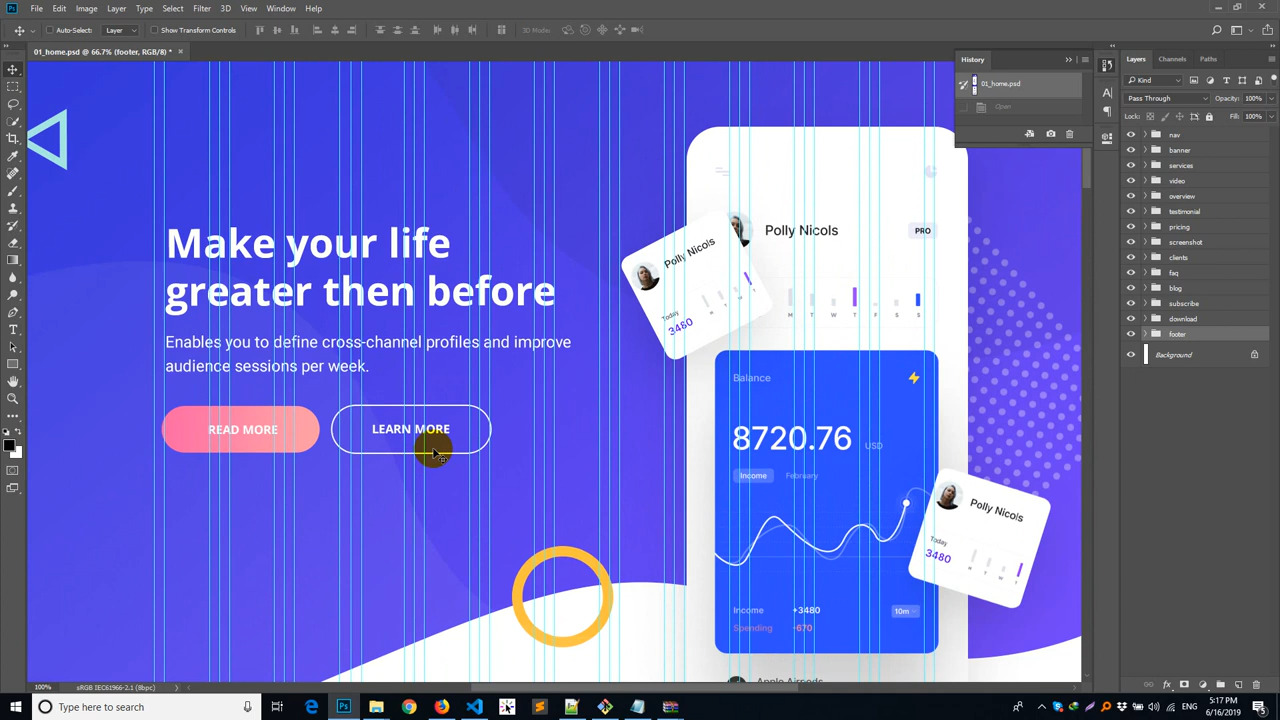 Ps File Edit Image Layer Type Select Filter 3D View Window Help
Auto-Select: Layer Show Transform Controls 3D Mode:
01_home.psd @ 66.7% (footer, RGB/8) * ×
History
01_home.psd
Open
Layers Channels Paths
Kind
Pass Through Opacity: 100%
Lock: Fill: 100%
nav
banner
services
video
overview
testimonial
pricing
screenshot
clients
faq
blog
subscribe
download
footer
Background
Make your life
greater then before
Enables you to define cross-channel profiles and improve
audience sessions per week.
READ MORE LEARN MORE
Polly Nicols PRO
M T W T F S S
Polly Nicols
Today
3480
Balance
8720.76 USD
Income February
Income +3480 10m
Spending -670
Apple Airpods
Polly Nicols
Today
3480
M T W T
100% sRGB IEC61966-2.1 (8bpc)
Type here to search
ENG
5:17 PM
6/16/2019